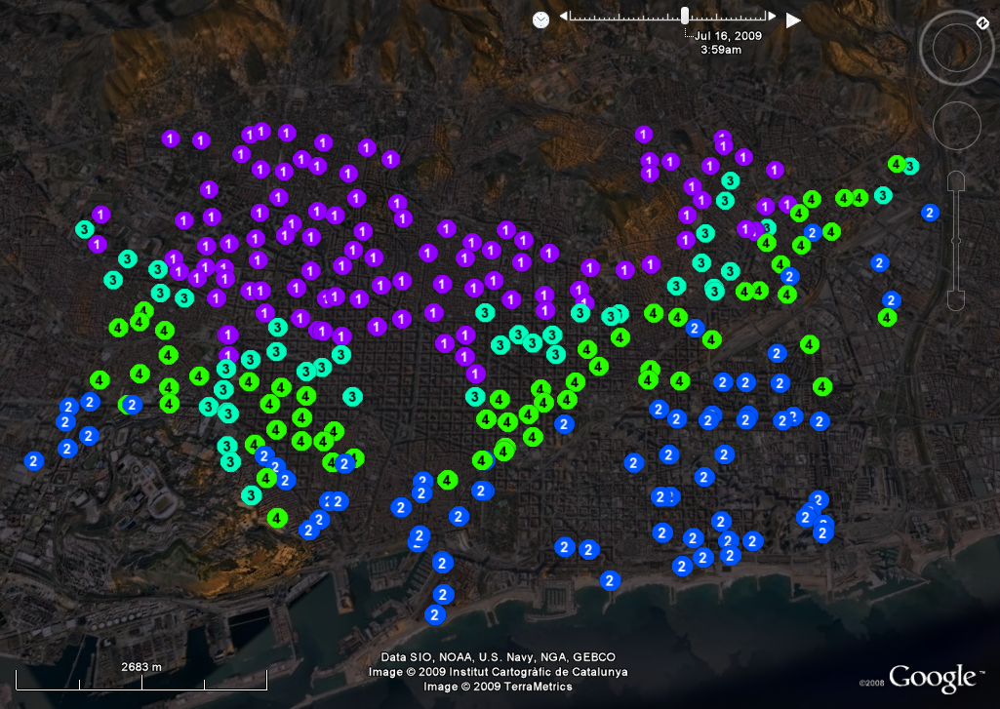 Jul 16, 2009
3:59am
2683 m
Data SIO, NOAA, U.S. Navy, NGA, GEBCO
Image © 2009 Institut Cartogràfic de Catalunya
Image © 2009 TerraMetrics
©2008 Google™